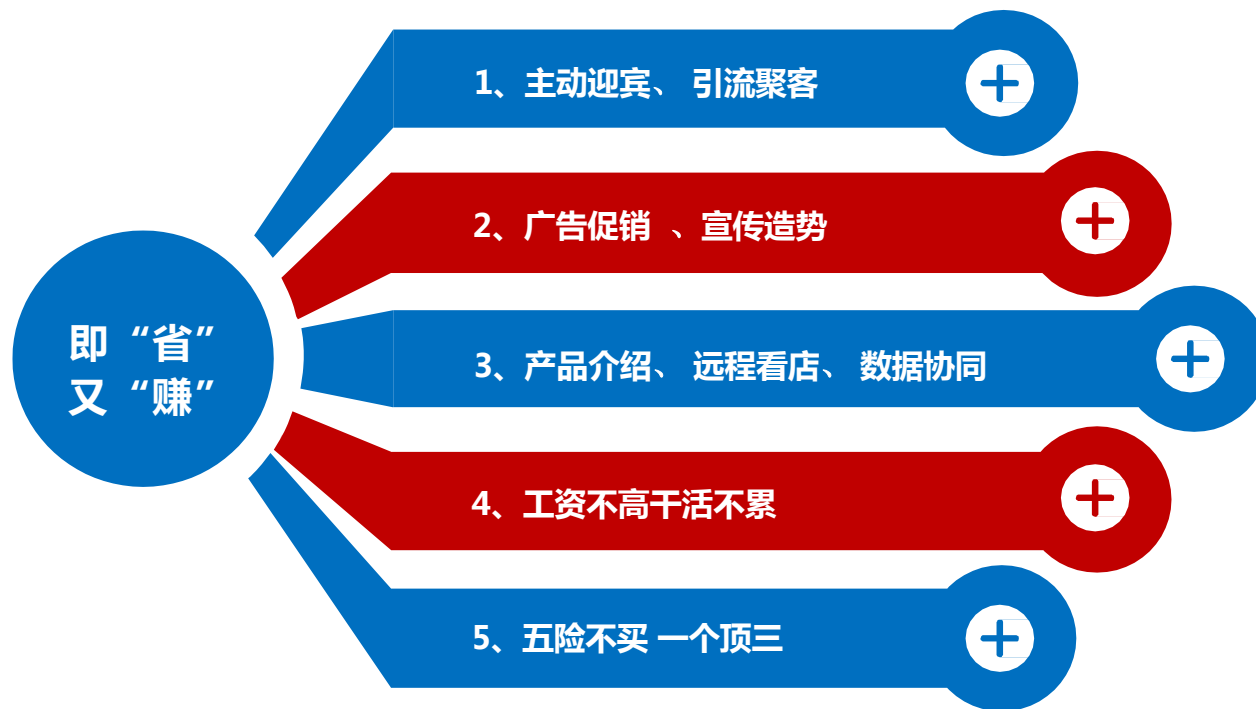 即“省”
又“赚”
1、主动迎宾、 引流聚客
2、广告促销 、宣传造势
3、产品介绍、 远程看店、 数据协同
4、工资不高干活不累
5、五险不买 一个顶三